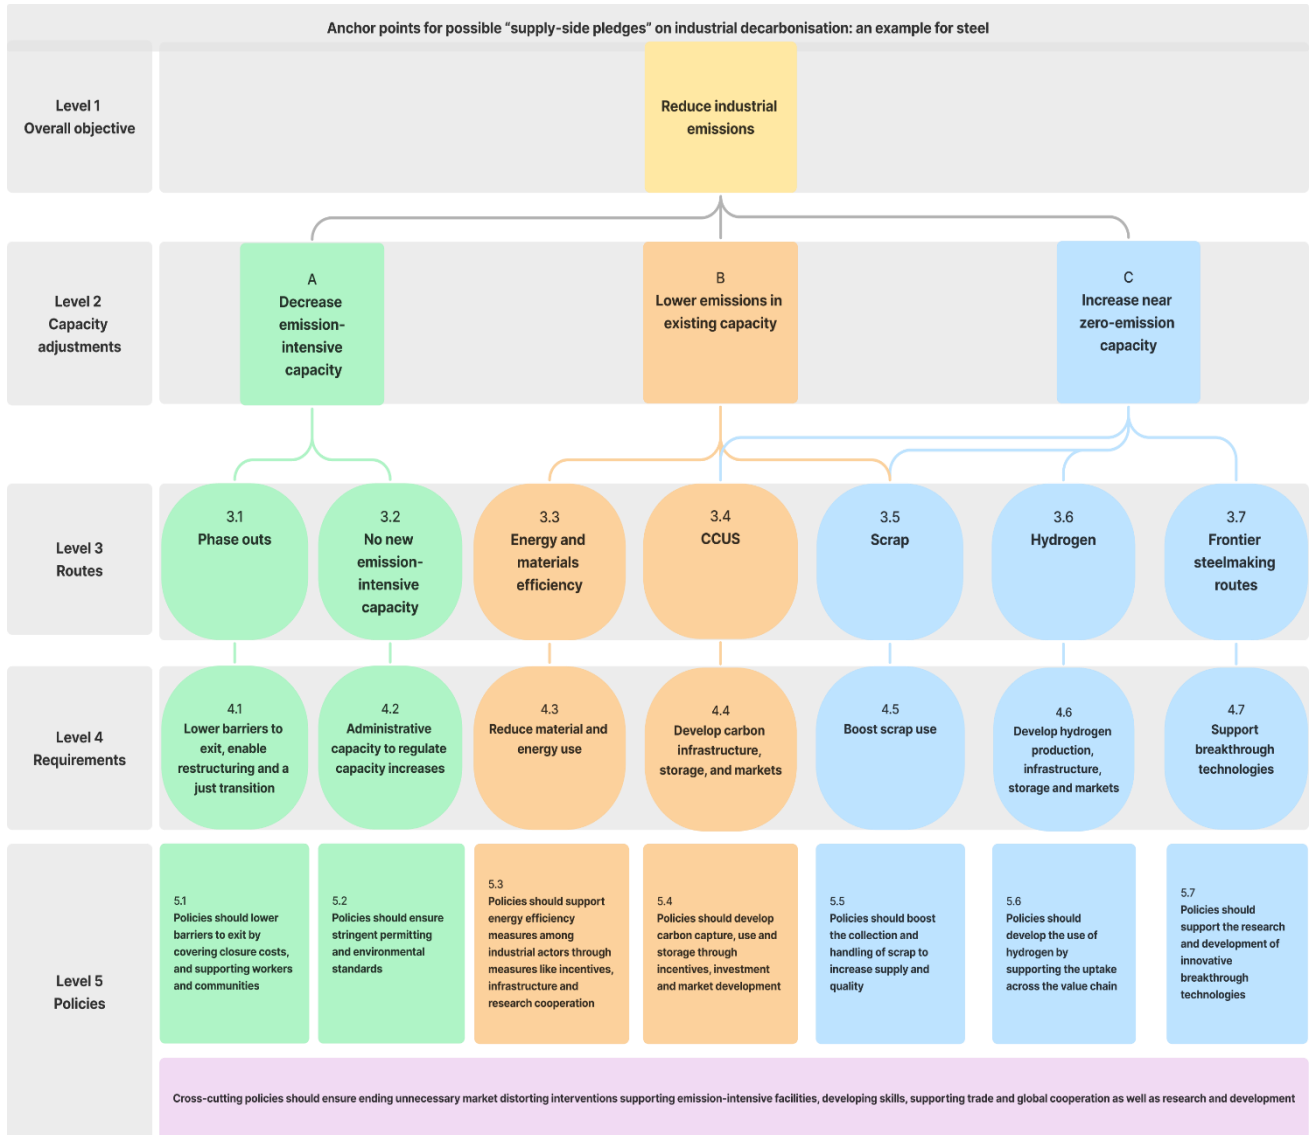 Anchor points for possible “supply-side pledges” on industrial decarbonisation: an example for steel
Level 1
Overall objective
Reduce industrial
emissions
Level 2
Capacity
adjustments
A
Decrease
emission-
intensive
capacity
B
Lower emissions in
existing capacity
C
Increase near
zero-emission
capacity
Level 3
Routes
3.1
Phase outs
3.2
No new
emission-
intensive
capacity
3.3
Energy and
materials
efficiency
3.4
CCUS
3.5
Scrap
3.6
Hydrogen
3.7
Frontier
steelmaking
routes
Level 4
Requirements
4.1
Lower barriers to
exit, enable
restructuring and a
just transition
4.2
Administrative
capacity to regulate
capacity increases
4.3
Reduce material and
energy use
4.4
Develop carbon
infrastructure,
storage, and markets
4.5
Boost scrap use
4.6
Develop hydrogen
production,
infrastructure,
storage and markets
4.7
Support
breakthrough
technologies
Level 5
Policies
5.1
Policies should lower
barriers to exit by
covering closure costs,
and supporting workers
and communities
5.2
Policies should ensure
stringent permitting
and environmental
standards
5.3
Policies should support
energy efficiency
measures among
industrial actors through
measures like incentives,
infrastructure and
research cooperation
5.4
Policies should develop
carbon capture, use and
storage through
incentives, investment
and market development
5.5
Policies should boost
the collection and
handling of scrap to
increase supply and
quality
5.6
Policies should
develop the use of
hydrogen by
supporting the uptake
across the value chain
5.7
Policies should
support the research
and development of
innovative
breakthrough
technologies
Cross-cutting policies should ensure ending unnecessary market distorting interventions supporting emission-intensive facilities, developing skills, supporting trade and global cooperation as well as research and development